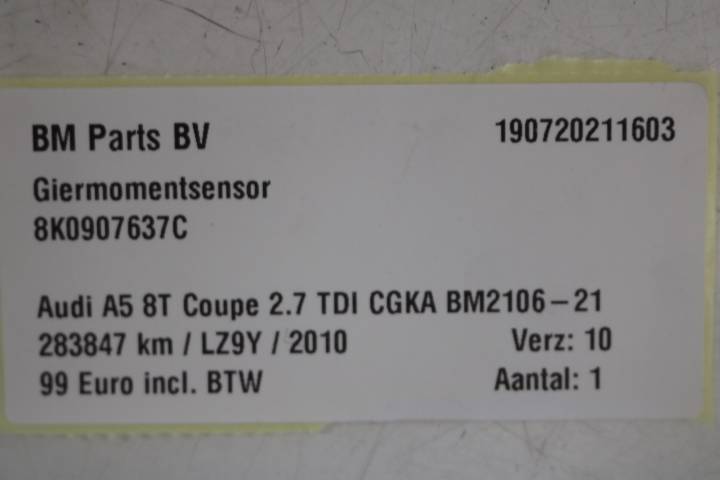 BM Parts BV 190720211603
Giermomentsensor
8K0907637C
Audi A5 8T Coupe 2.7 TDI CGKA BM2106-21
283847 km / LZ9Y / 2010 Verz: 10
99 Euro incl. BTW Aantal: 1